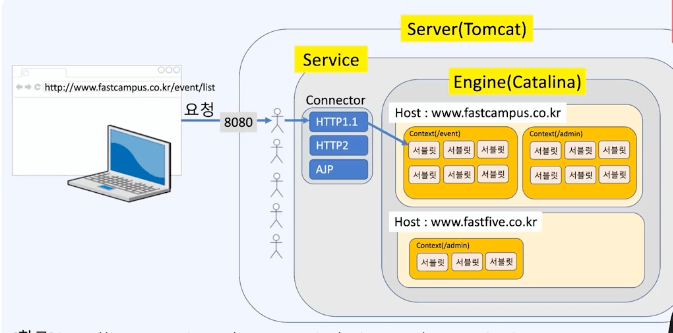 Server(Tomcat)
Service
Engine(Catalina)
http://www.fastcampus.co.kr/event/list
요청
8080
Connector
HTTP1.1
HTTP2
AJP
Host : www.fastcampus.co.kr
Context(/event)
서블릿 서블릿 서블릿
서블릿 서블릿 서블릿
Context(/admin)
서블릿 서블릿 서블릿
서블릿 서블릿 서블릿
Host : www.fastfive.co.kr
Context(/admin)
서블릿 서블릿 서블릿